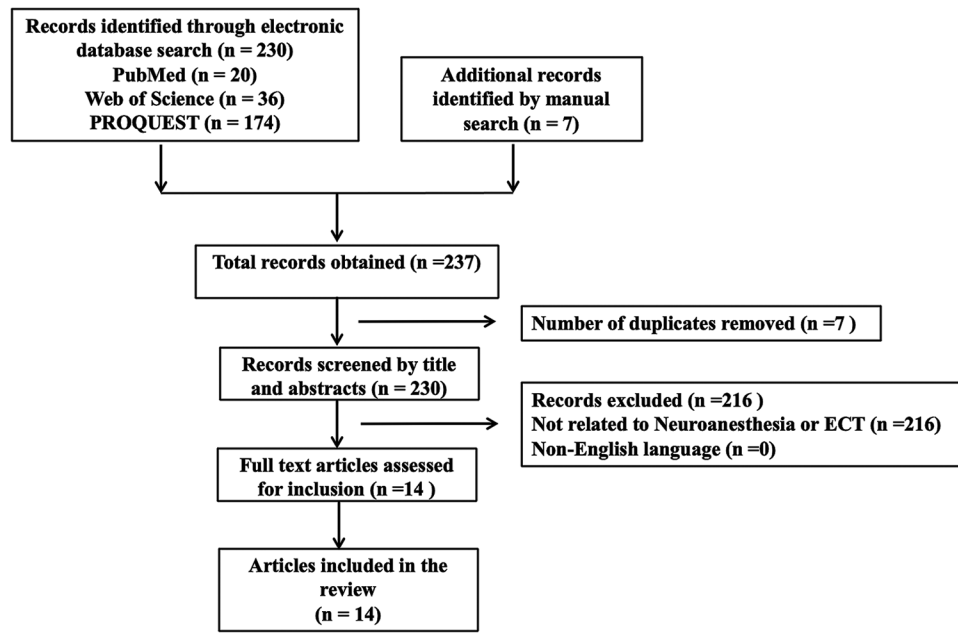 Records identified through electronic
database search (n = 230)
PubMed (n = 20)
Web of Science (n = 36)
PROQUEST (n = 174)
Additional records
identified by manual
search (n = 7)
Total records obtained (n =237)
Number of duplicates removed (n =7 )
Records screened by title
and abstracts (n = 230)
Records excluded (n =216 )
Not related to Neuroanesthesia or ECT (n =216)
Non-English language (n =0)
Full text articles assessed
for inclusion (n =14 )
Articles included in the
review
(n = 14)